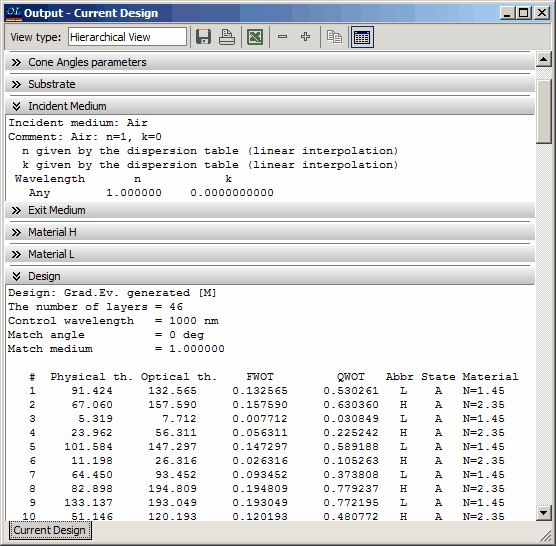 OL Output - Current Design
View type: Hierarchical View
Cone Angles parameters
Substrate
Incident Medium
Incident medium: Air
Comment: Air: n=1, k=0
n given by the dispersion table (linear interpolation)
k given by the dispersion table (linear interpolation)
Wavelength n k
Any 1.000000 0.0000000000
Exit Medium
Material H
Material L
Design
Design: Grad.Ev. generated [M]
The number of layers = 46
Control wavelength = 1000 nm
Match angle = 0 deg
Match medium = 1.000000
# Physical th. Optical th. FWOT QWOT Abbr State Material
1 91.424 132.565 0.132565 0.530261 L A N=1.45
2 67.060 157.590 0.157590 0.630360 H A N=2.35
3 5.319 7.712 0.007712 0.030849 L A N=1.45
4 23.962 56.311 0.056311 0.225242 H A N=2.35
5 101.584 147.297 0.147297 0.589188 L A N=1.45
6 11.198 26.316 0.026316 0.105263 H A N=2.35
7 64.450 93.452 0.093452 0.373808 L A N=1.45
8 82.898 194.809 0.194809 0.779237 H A N=2.35
9 133.137 193.049 0.193049 0.772195 L A N=1.45
10 51.146 120.193 0.120193 0.480772 H A N=2.35
Current Design